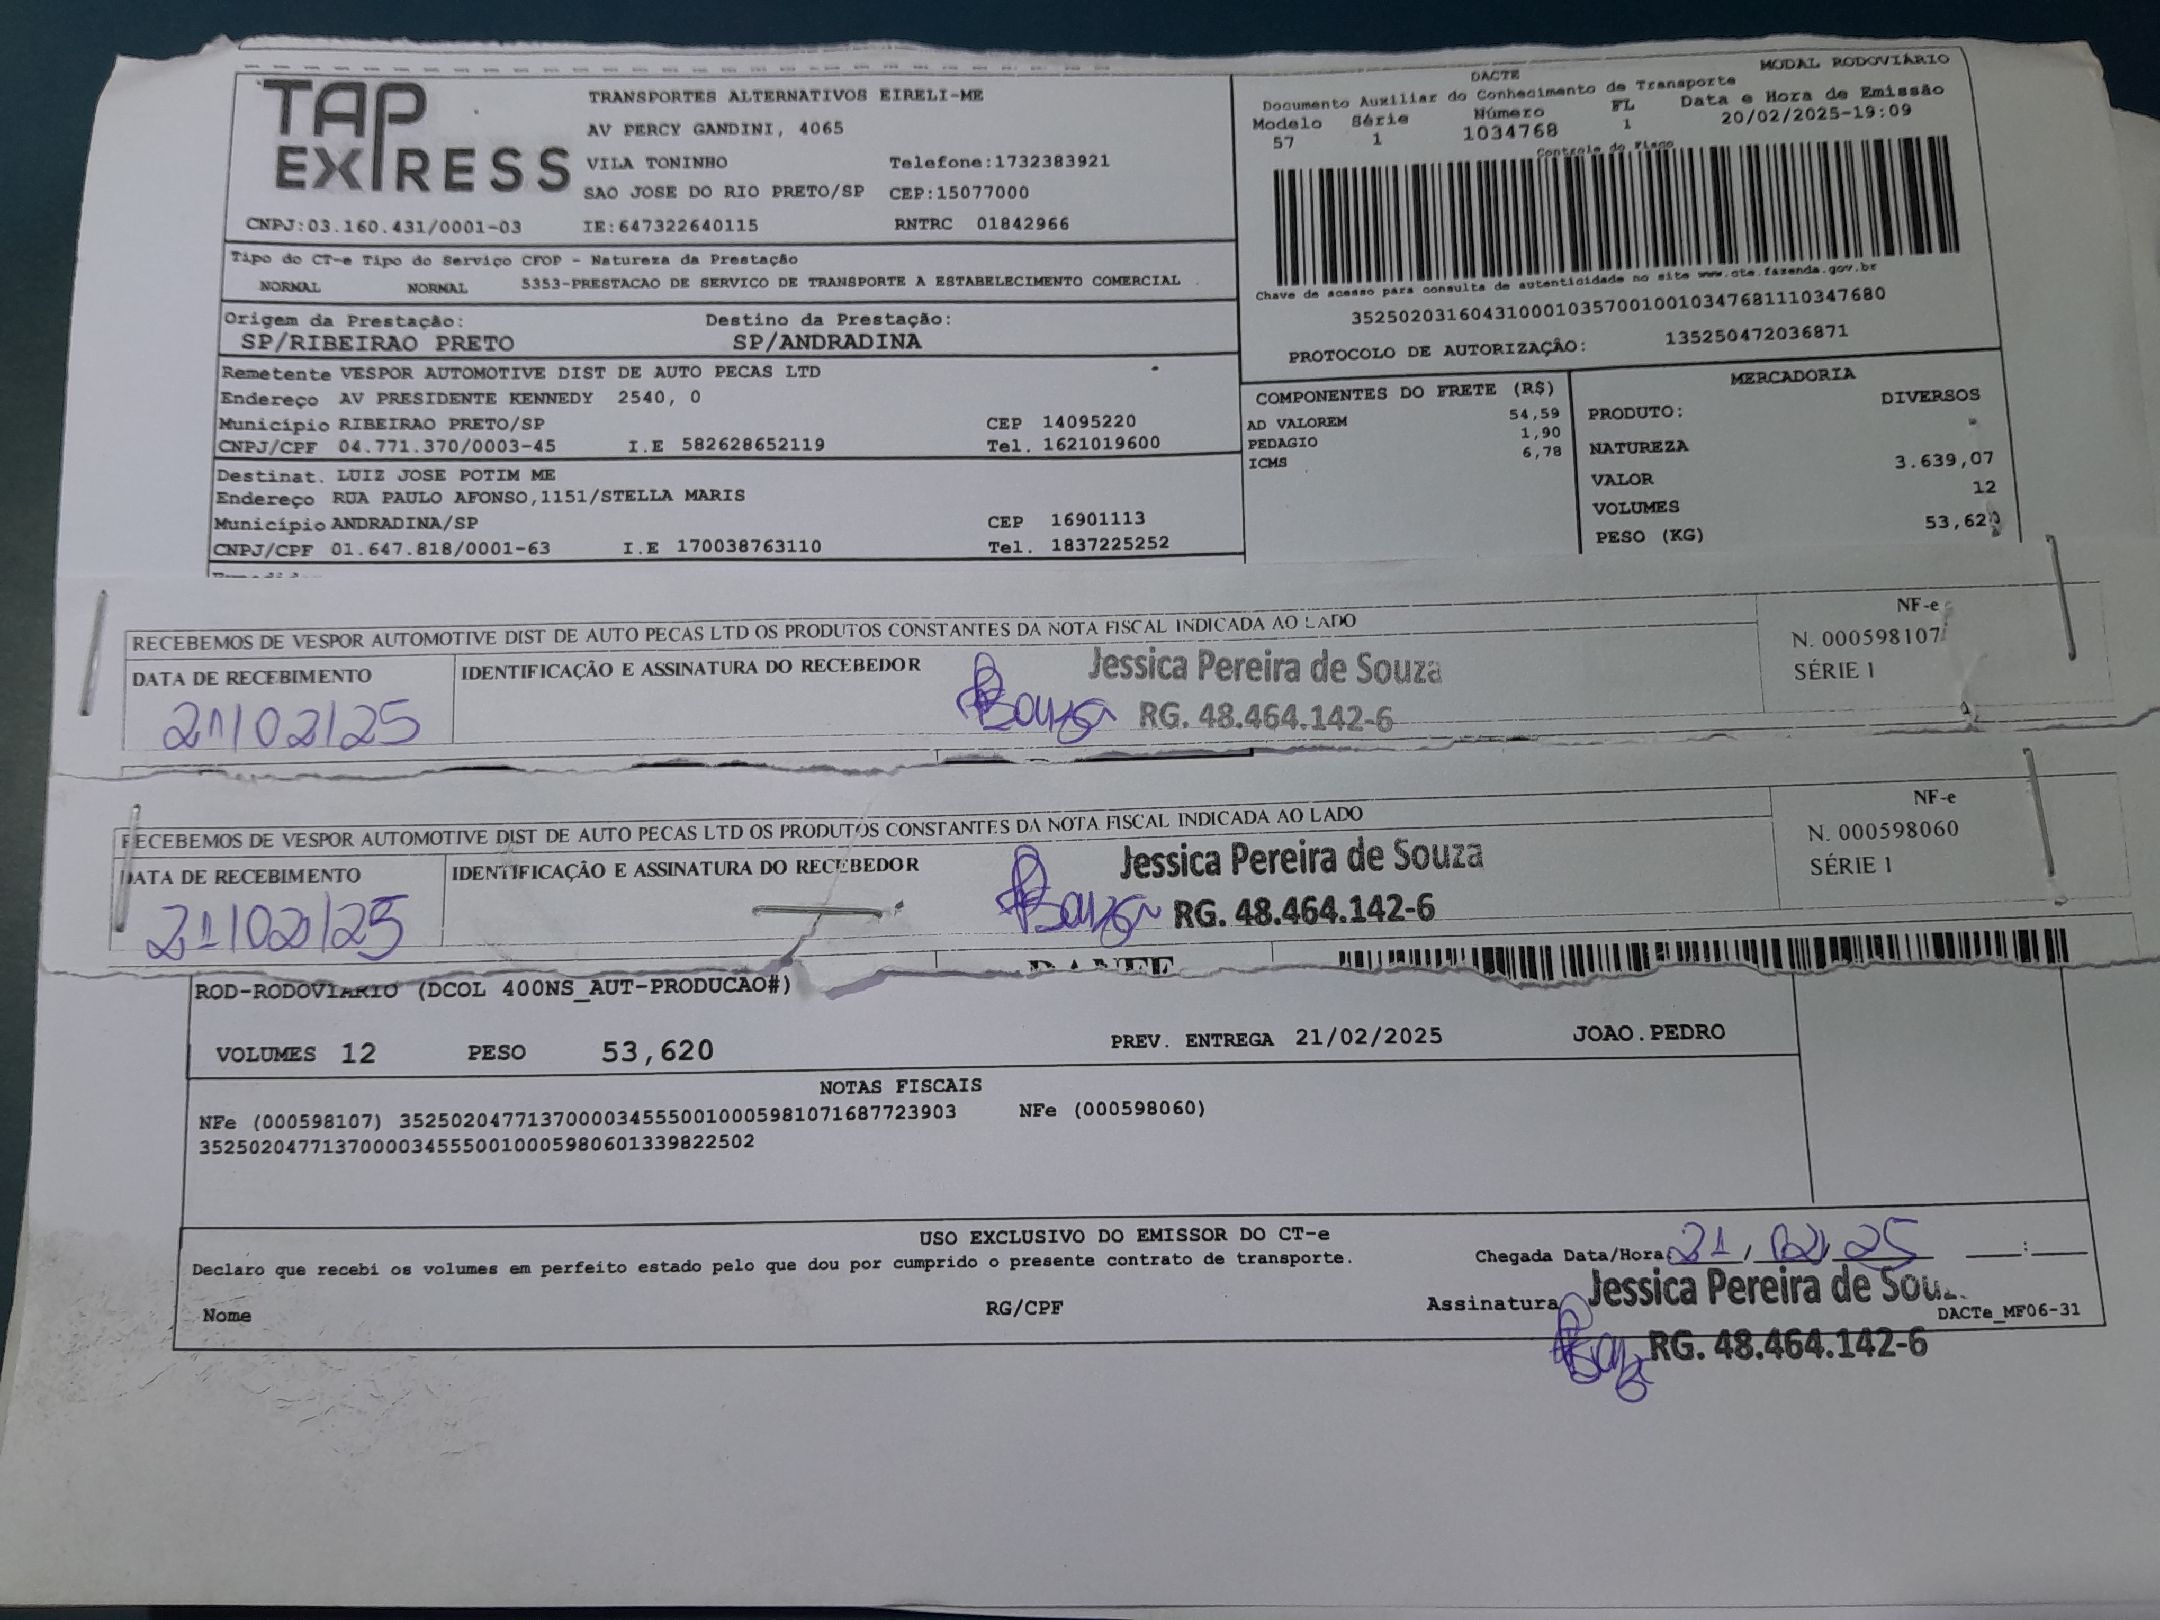 TAP EXPRESS
TRANSPORTES ALTERNATIVOS EIRELI-ME
AV PERCY GANDINI, 4065
VILA TONINHO Telefone:1732383921
SAO JOSE DO RIO PRETO/SP CEP:15077000
CNPJ:03.160.431/0001-03 IE:647322640115 RNTRC 01842966
MODAL RODOVIÁRIO
DACTE
Documento Auxiliar do Conhecimento de Transporte
Modelo Série Número FL Data e Hora de Emissão
57 1 1034768 1 20/02/2025-19:09
Controle do Fisco
Chave de acesso para consulta de autenticidade no site www.cte.fazenda.gov.br
35250203160431000103570010010347681110347680
PROTOCOLO DE AUTORIZAÇÃO: 135250472036871
Tipo do CT-e Tipo do Serviço CFOP - Natureza da Prestação
NORMAL NORMAL 5353-PRESTACAO DE SERVICO DE TRANSPORTE A ESTABELECIMENTO COMERCIAL
Origem da Prestação: Destino da Prestação:
SP/RIBEIRAO PRETO SP/ANDRADINA
Remetente VESPOR AUTOMOTIVE DIST DE AUTO PECAS LTD
Endereço AV PRESIDENTE KENNEDY 2540, 0
Município RIBEIRAO PRETO/SP CEP 14095220
CNPJ/CPF 04.771.370/0003-45 I.E 582628652119 Tel. 1621019600
Destinat. LUIZ JOSE POTIM ME
Endereço RUA PAULO AFONSO,1151/STELLA MARIS
Município ANDRADINA/SP CEP 16901113
CNPJ/CPF 01.647.818/0001-63 I.E 170038763110 Tel. 1837225252
COMPONENTES DO FRETE (R$)
AD VALOREM 54,59
PEDAGIO 1,90
ICMS 6,78
MERCADORIA
PRODUTO: DIVERSOS
NATUREZA
VALOR 3.639,07
VOLUMES 12
PESO (KG) 53,620
RECEBEMOS DE VESPOR AUTOMOTIVE DIST DE AUTO PECAS LTD OS PRODUTOS CONSTANTES DA NOTA FISCAL INDICADA AO LADO
NF-e
N. 000598107
SÉRIE 1
DATA DE RECEBIMENTO IDENTIFICAÇÃO E ASSINATURA DO RECEBEDOR
21/02/25
Jessica Pereira de Souza
RG. 48.464.142-6
RECEBEMOS DE VESPOR AUTOMOTIVE DIST DE AUTO PECAS LTD OS PRODUTOS CONSTANTES DA NOTA FISCAL INDICADA AO LADO
NF-e
N. 000598060
SÉRIE 1
DATA DE RECEBIMENTO IDENTIFICAÇÃO E ASSINATURA DO RECEBEDOR
21/02/25
Jessica Pereira de Souza
RG. 48.464.142-6
DANFE
ROD-RODOVIARIO (DCOL 400NS_AUT-PRODUCAO#)
VOLUMES 12 PESO 53,620 PREV. ENTREGA 21/02/2025 JOAO.PEDRO
NOTAS FISCAIS
NFe (000598107) 35250204771370000345550010005981071687723903 NFe (000598060)
35250204771370000345550010005980601339822502
USO EXCLUSIVO DO EMISSOR DO CT-e
Declaro que recebi os volumes em perfeito estado pelo que dou por cumprido o presente contrato de transporte.
Chegada Data/Hora 21/02/25 __:__
Nome RG/CPF Assinatura
Jessica Pereira de Sou
DACTe_MF06-31
RG. 48.464.142-6